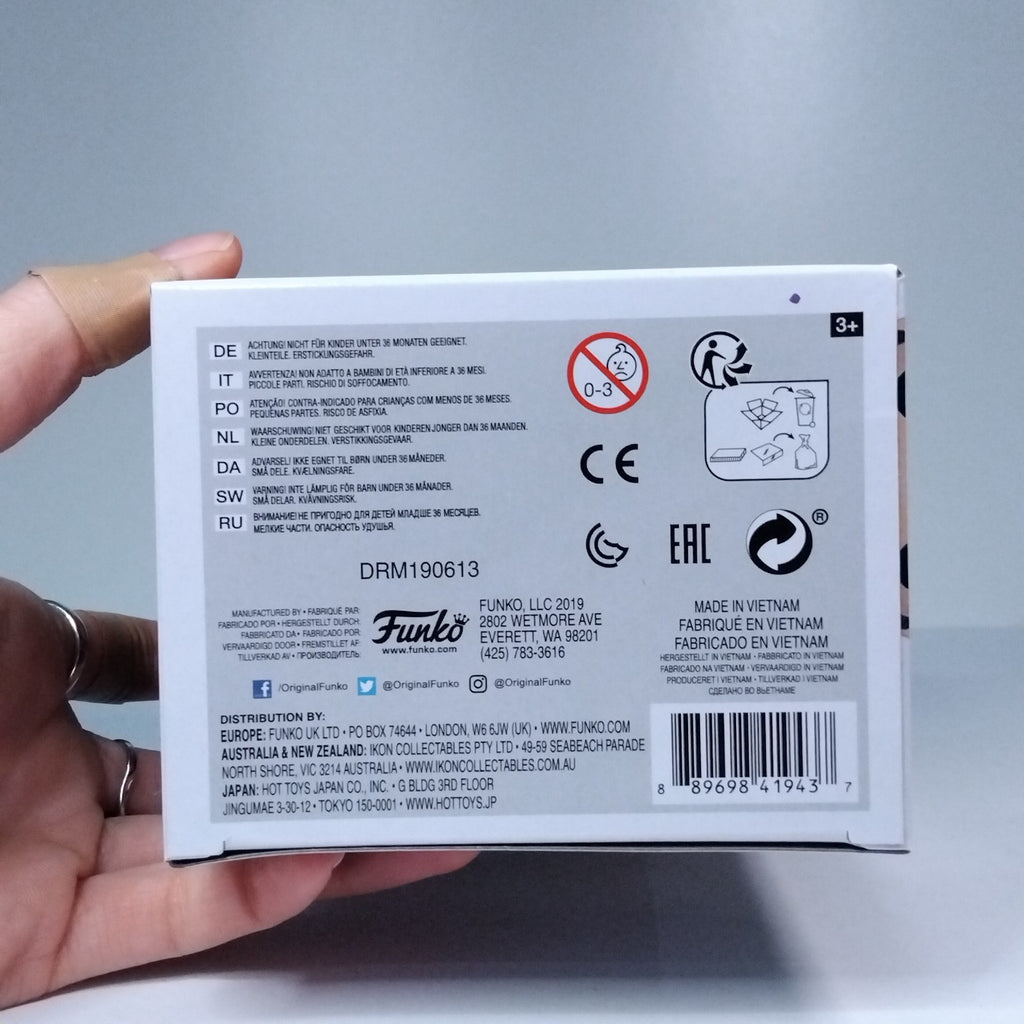 3+
DE ACHTUNG! NICHT FÜR KINDER UNTER 36 MONATEN GEEIGNET.
KLEINTEILE. ERSTICKUNGSGEFAHR.
IT AVVERTENZA! NON ADATTO A BAMBINI DI ETÀ INFERIORE A 36 MESI.
PICCOLE PARTI. RISCHIO DI SOFFOCAMENTO.
PO ATENÇÃO! CONTRA-INDICADO PARA CRIANÇAS COM MENOS DE 36 MESES.
PEQUENAS PARTES. RISCO DE ASFIXIA.
NL WAARSCHUWING! NIET GESCHIKT VOOR KINDEREN JONGER DAN 36 MAANDEN.
KLEINE ONDERDELEN. VERSTIKKINGSGEVAAR.
DA ADVARSEL! IKKE EGNET TIL BØRN UNDER 36 MÅNEDER.
SMÅ DELE. KVÆLNINGSFARE.
SW VARNING! INTE LÄMPLIG FÖR BARN UNDER 36 MÅNADER.
SMÅ DELAR. KVÄVNINGSRISK.
RU ВНИМАНИЕ! НЕ ПРИГОДНО ДЛЯ ДЕТЕЙ МЛАДШЕ 36 МЕСЯЦЕВ.
МЕЛКИЕ ЧАСТИ. ОПАСНОСТЬ УДУШЬЯ.
0-3
CE
EAC
®
DRM190613
MANUFACTURED BY • FABRIQUÉ PAR:
FABRICADO POR • HERGESTELLT DURCH:
FABBRICATO DA • FABRICADO POR:
VERVAARDIGD DOOR • FREMSTILLET AF:
TILLVERKAD AV • ПРОИЗВОДИТЕЛЬ:
Funko
www.funko.com
FUNKO, LLC 2019
2802 WETMORE AVE
EVERETT, WA 98201
(425) 783-3616
MADE IN VIETNAM
FABRIQUÉ EN VIETNAM
FABRICADO EN VIETNAM
HERGESTELLT IN VIETNAM • FABBRICATO IN VIETNAM
FABRICADO NA VIETNAM • VERVAARDIGD IN VIETNAM
PRODUCERET I VIETNAM • TILLVERKAD I VIETNAM
СДЕЛАНО ВО ВЬЕТНАМЕ
/OriginalFunko @OriginalFunko @OriginalFunko
DISTRIBUTION BY:
EUROPE: FUNKO UK LTD • PO BOX 74644 • LONDON, W6 6JW (UK) • WWW.FUNKO.COM
AUSTRALIA & NEW ZEALAND: IKON COLLECTABLES PTY LTD • 49-59 SEABEACH PARADE
NORTH SHORE, VIC 3214 AUSTRALIA • WWW.IKONCOLLECTABLES.COM.AU
JAPAN: HOT TOYS JAPAN CO., INC. • G BLDG 3RD FLOOR
JINGUMAE 3-30-12 • TOKYO 150-0001 • WWW.HOTTOYS.JP
8 89698 41943 7